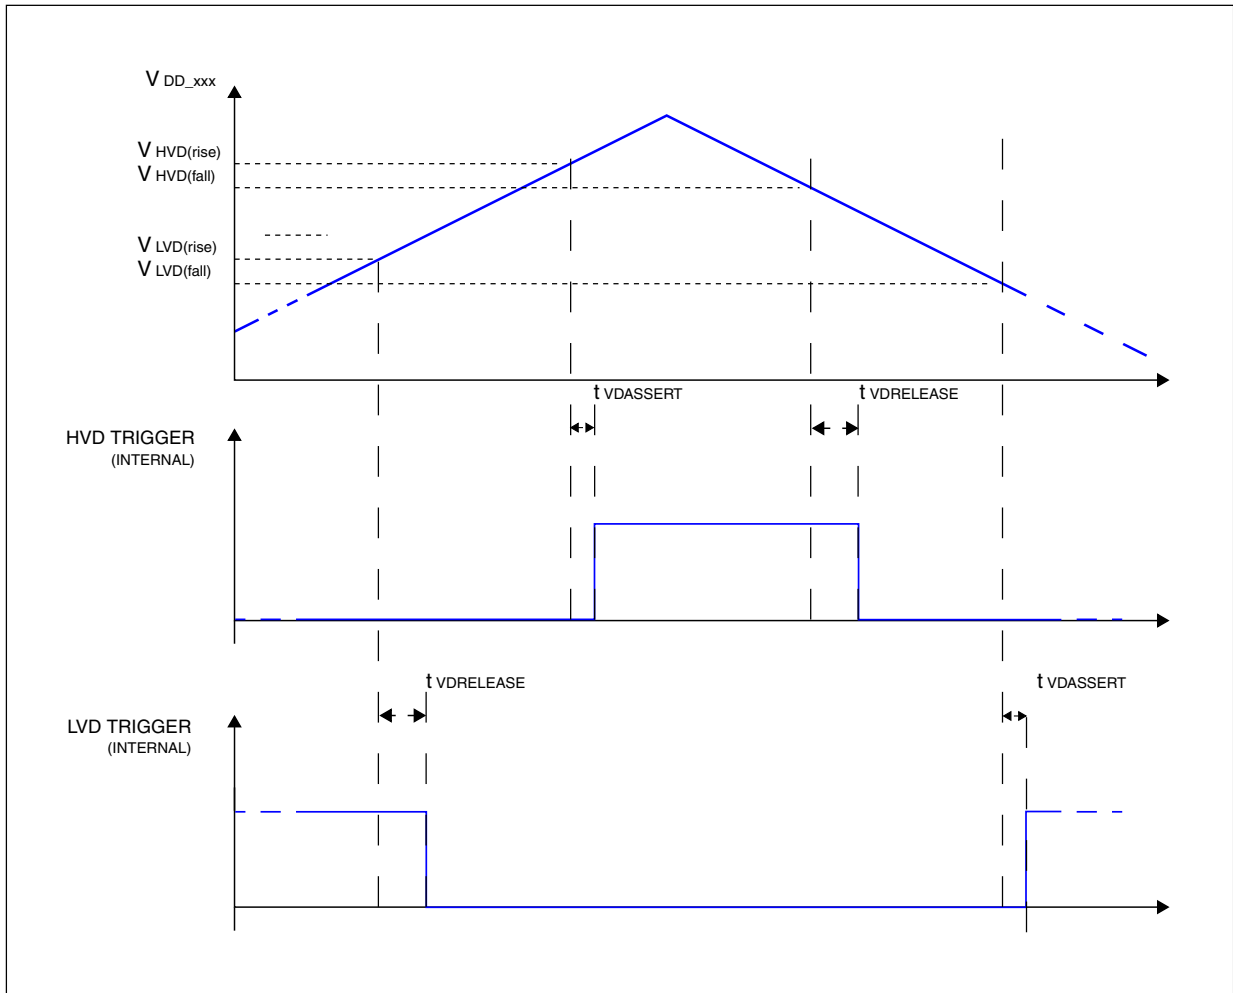 V DD_xxx
V HVD(rise)
V HVD(fall)
V LVD(rise)
V LVD(fall)
t VDASSERT
t VDRELEASE
HVD TRIGGER
(INTERNAL)
t VDRELEASE
t VDASSERT
LVD TRIGGER
(INTERNAL)